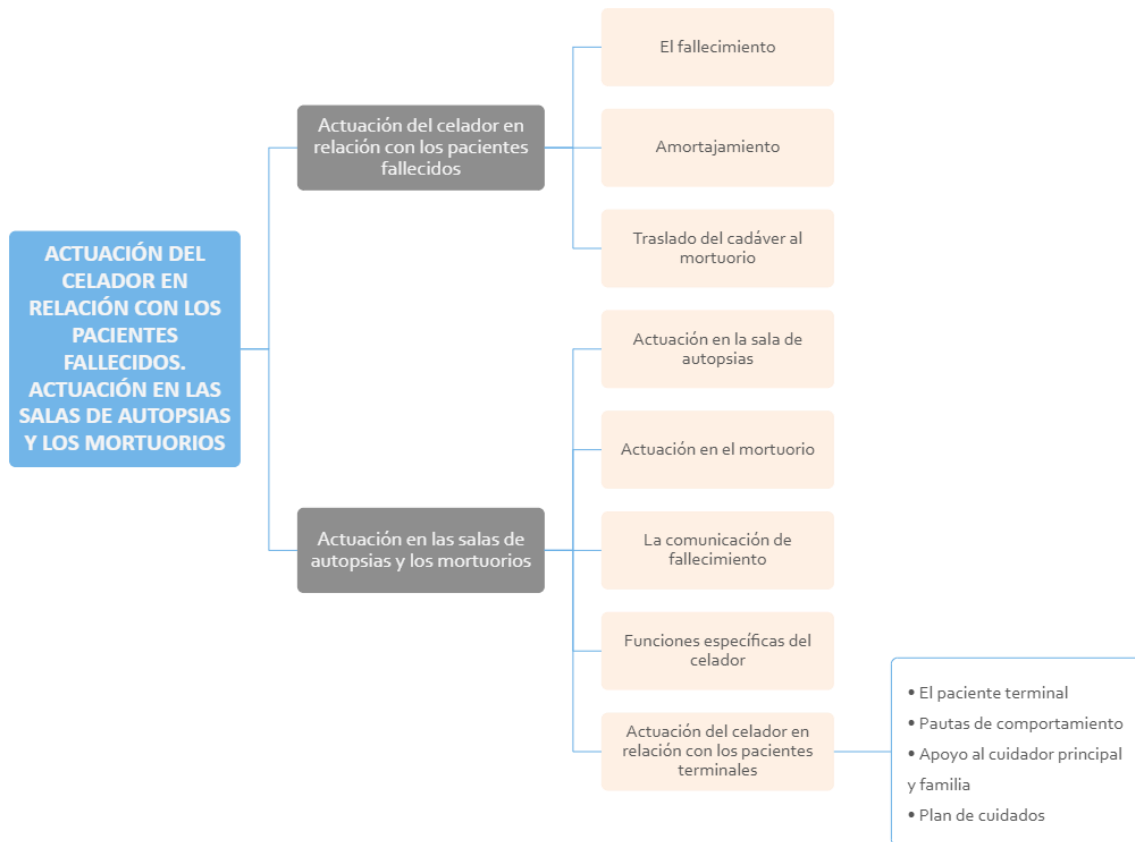 ACTUACIÓN DEL
CELADOR EN
RELACIÓN CON LOS
PACIENTES
FALLECIDOS.
ACTUACIÓN EN LAS
SALAS DE AUTOPSIAS
Y LOS MORTUORIOS
Actuación del celador en
relación con los pacientes
fallecidos
El fallecimiento
Amortajamiento
Traslado del cadáver al
mortuorio
Actuación en las salas de
autopsias y los mortuorios
Actuación en la sala de
autopsias
Actuación en el mortuorio
La comunicación de
fallecimiento
Funciones específicas del
celador
Actuación del celador en
relación con los pacientes
terminales
• El paciente terminal
• Pautas de comportamiento
• Apoyo al cuidador principal
y familia
• Plan de cuidados